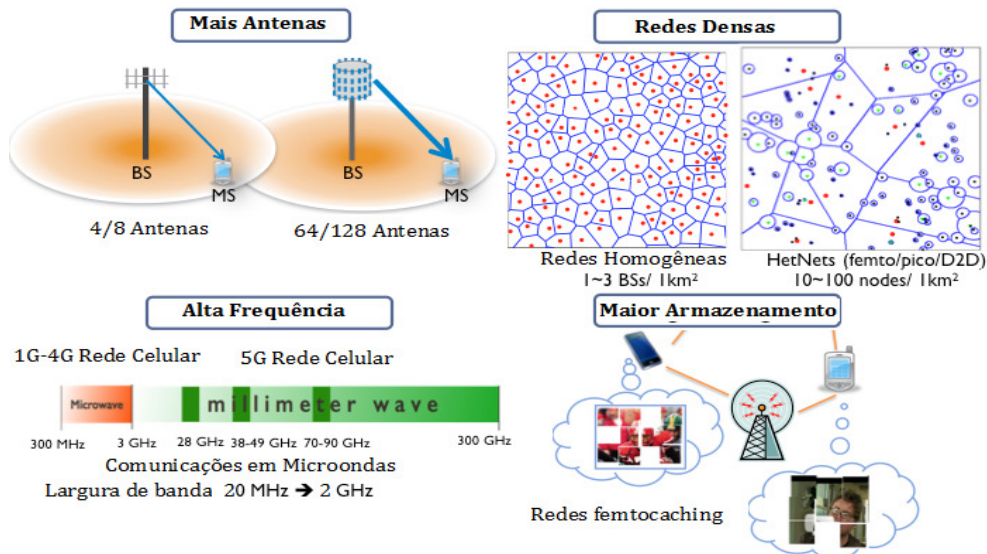 Mais Antenas
BS
MS
4/8 Antenas
BS
MS
64/128 Antenas
Redes Densas
Redes Homogêneas
1~3 BSs/ 1km²
HetNets (femto/pico/D2D)
10~100 nodes/ 1km²
Alta Frequência
1G-4G Rede Celular
5G Rede Celular
Microwave
millimeter wave
300 MHz
3 GHz
28 GHz
38-49 GHz
70-90 GHz
300 GHz
Comunicações em Microondas
Largura de banda 20 MHz ➔ 2 GHz
Maior Armazenamento
Redes femtocaching